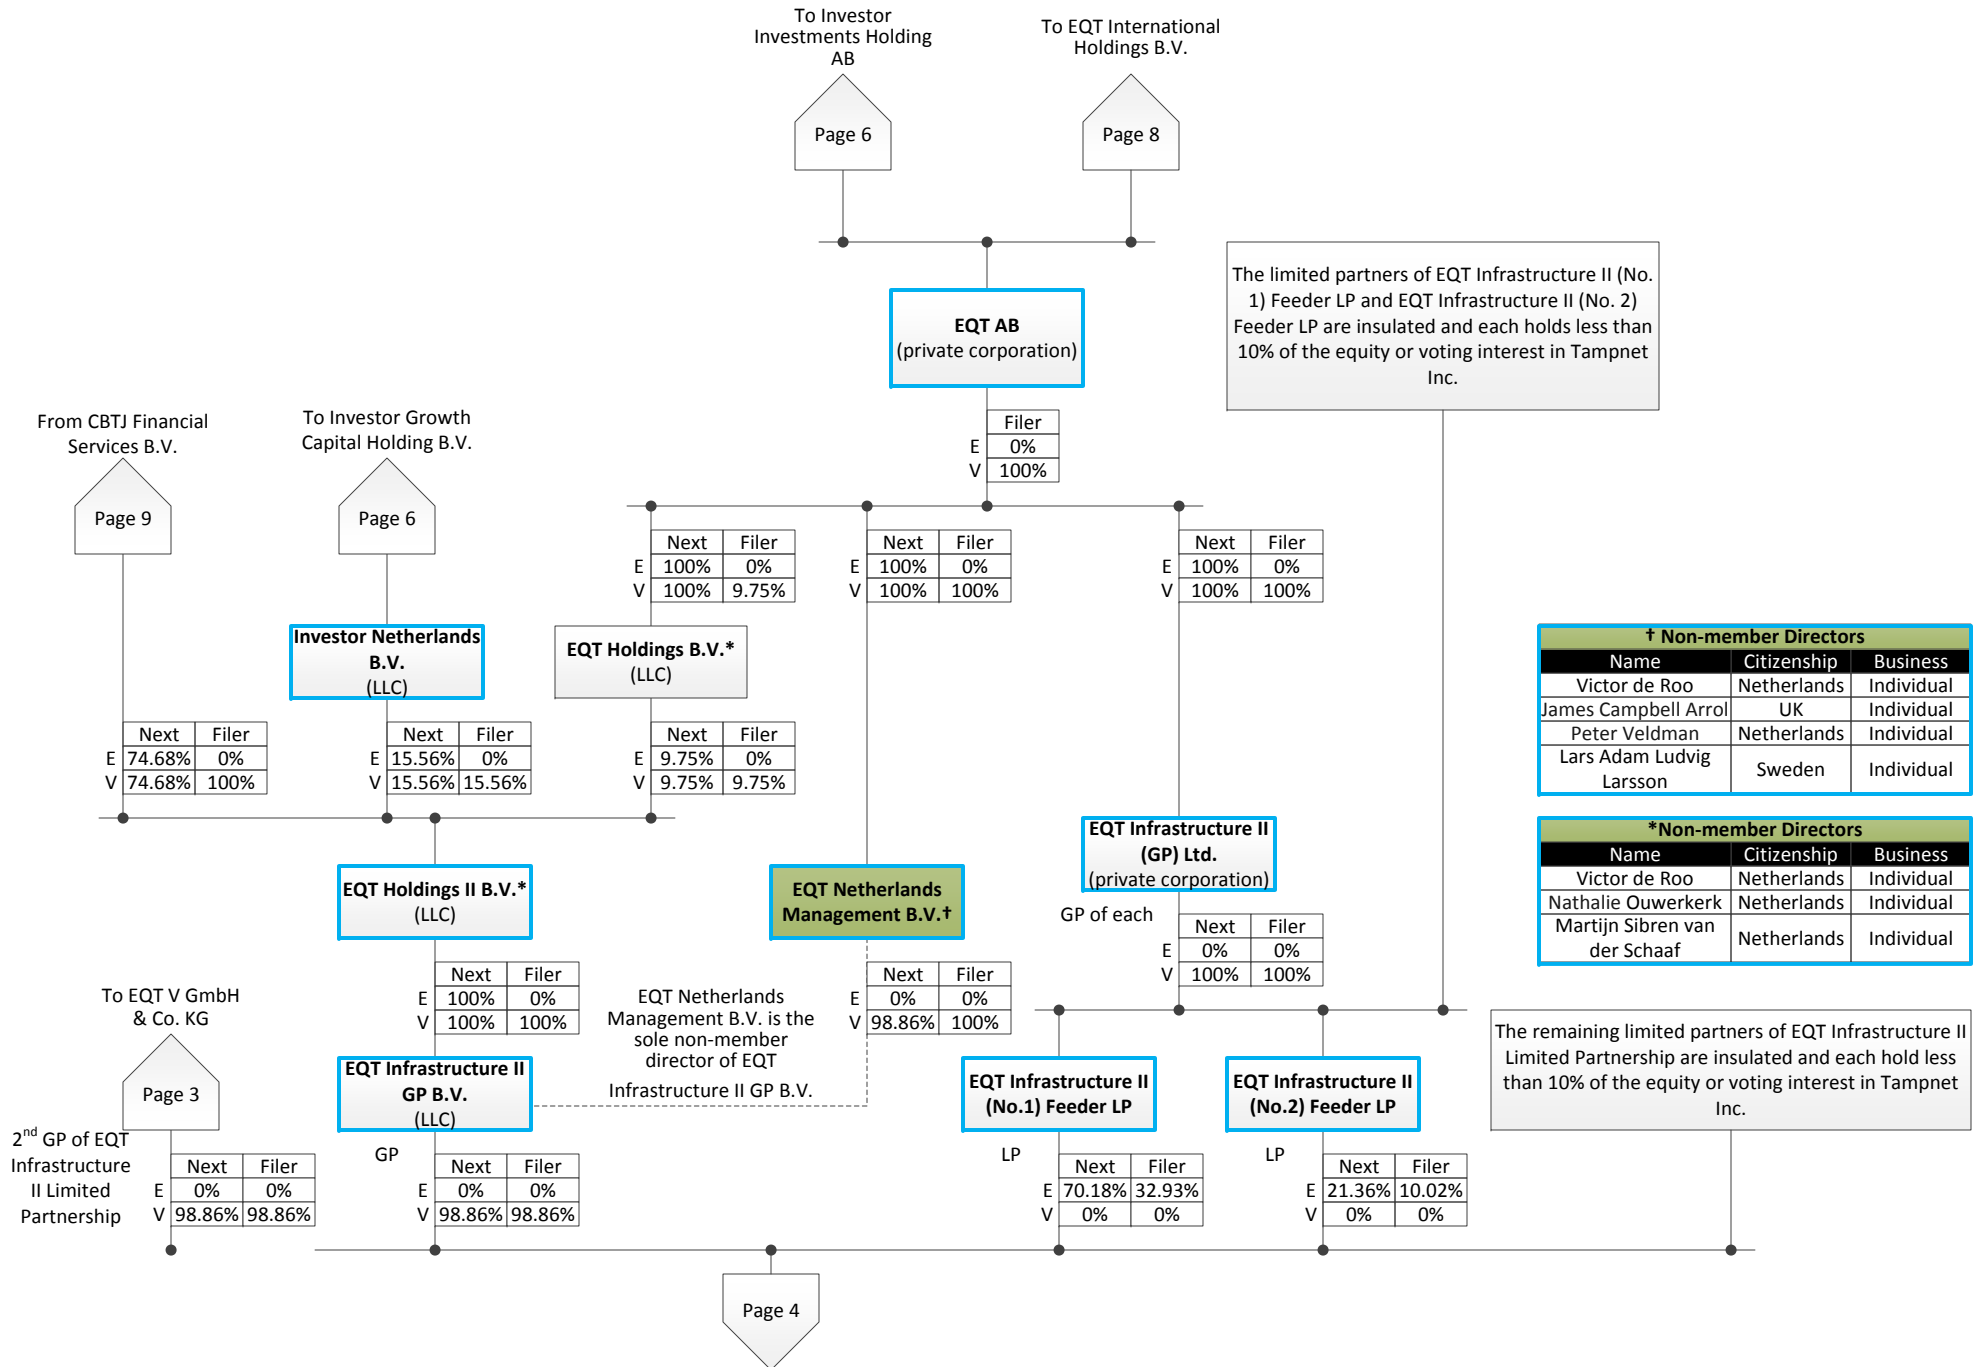 To Investor
Investments Holding
AB
To EQT International
Holdings B.V.
Page 6
Page 8
EQT AB
(private corporation)
The limited partners of EQT Infrastructure II (No.
1) Feeder LP and EQT Infrastructure II (No. 2)
Feeder LP are insulated and each holds less than
10% of the equity or voting interest in Tampnet
Inc.
Filer
E 0%
V 100%
From CBTJ Financial
Services B.V.
Page 9
To Investor Growth
Capital Holding B.V.
Page 6
Next Filer
E 100% 0%
V 100% 9.75%
Next Filer
E 100% 0%
V 100% 100%
Next Filer
E 100% 0%
V 100% 100%
Investor Netherlands
B.V.
(LLC)
EQT Holdings B.V.*
(LLC)
Next Filer
E 74.68% 0%
V 74.68% 100%
Next Filer
E 15.56% 0%
V 15.56% 15.56%
Next Filer
E 9.75% 0%
V 9.75% 9.75%
† Non-member Directors
Name Citizenship Business
Victor de Roo Netherlands Individual
James Campbell Arrol UK Individual
Peter Veldman Netherlands Individual
Lars Adam Ludvig
Larsson Sweden Individual
*Non-member Directors
Name Citizenship Business
Victor de Roo Netherlands Individual
Nathalie Ouwerkerk Netherlands Individual
Martijn Sibren van
der Schaaf Netherlands Individual
EQT Holdings II B.V.*
(LLC)
EQT Netherlands
Management B.V.†
EQT Infrastructure II
(GP) Ltd.
(private corporation)
GP of each
Next Filer
E 0% 0%
V 100% 100%
Next Filer
E 100% 0%
V 100% 100%
EQT Netherlands
Management B.V. is the
sole non-member
director of EQT
Infrastructure II GP B.V.
Next Filer
E 0% 0%
V 98.86% 100%
To EQT V GmbH
& Co. KG
Page 3
EQT Infrastructure II
GP B.V.
(LLC)
EQT Infrastructure II
(No.1) Feeder LP
EQT Infrastructure II
(No.2) Feeder LP
The remaining limited partners of EQT Infrastructure II
Limited Partnership are insulated and each hold less
than 10% of the equity or voting interest in Tampnet
Inc.
2nd GP of EQT
Infrastructure
II Limited
Partnership
Next Filer
E 0% 0%
V 98.86% 98.86%
GP
Next Filer
E 0% 0%
V 98.86% 98.86%
LP
Next Filer
E 70.18% 32.93%
V 0% 0%
LP
Next Filer
E 21.36% 10.02%
V 0% 0%
Page 4